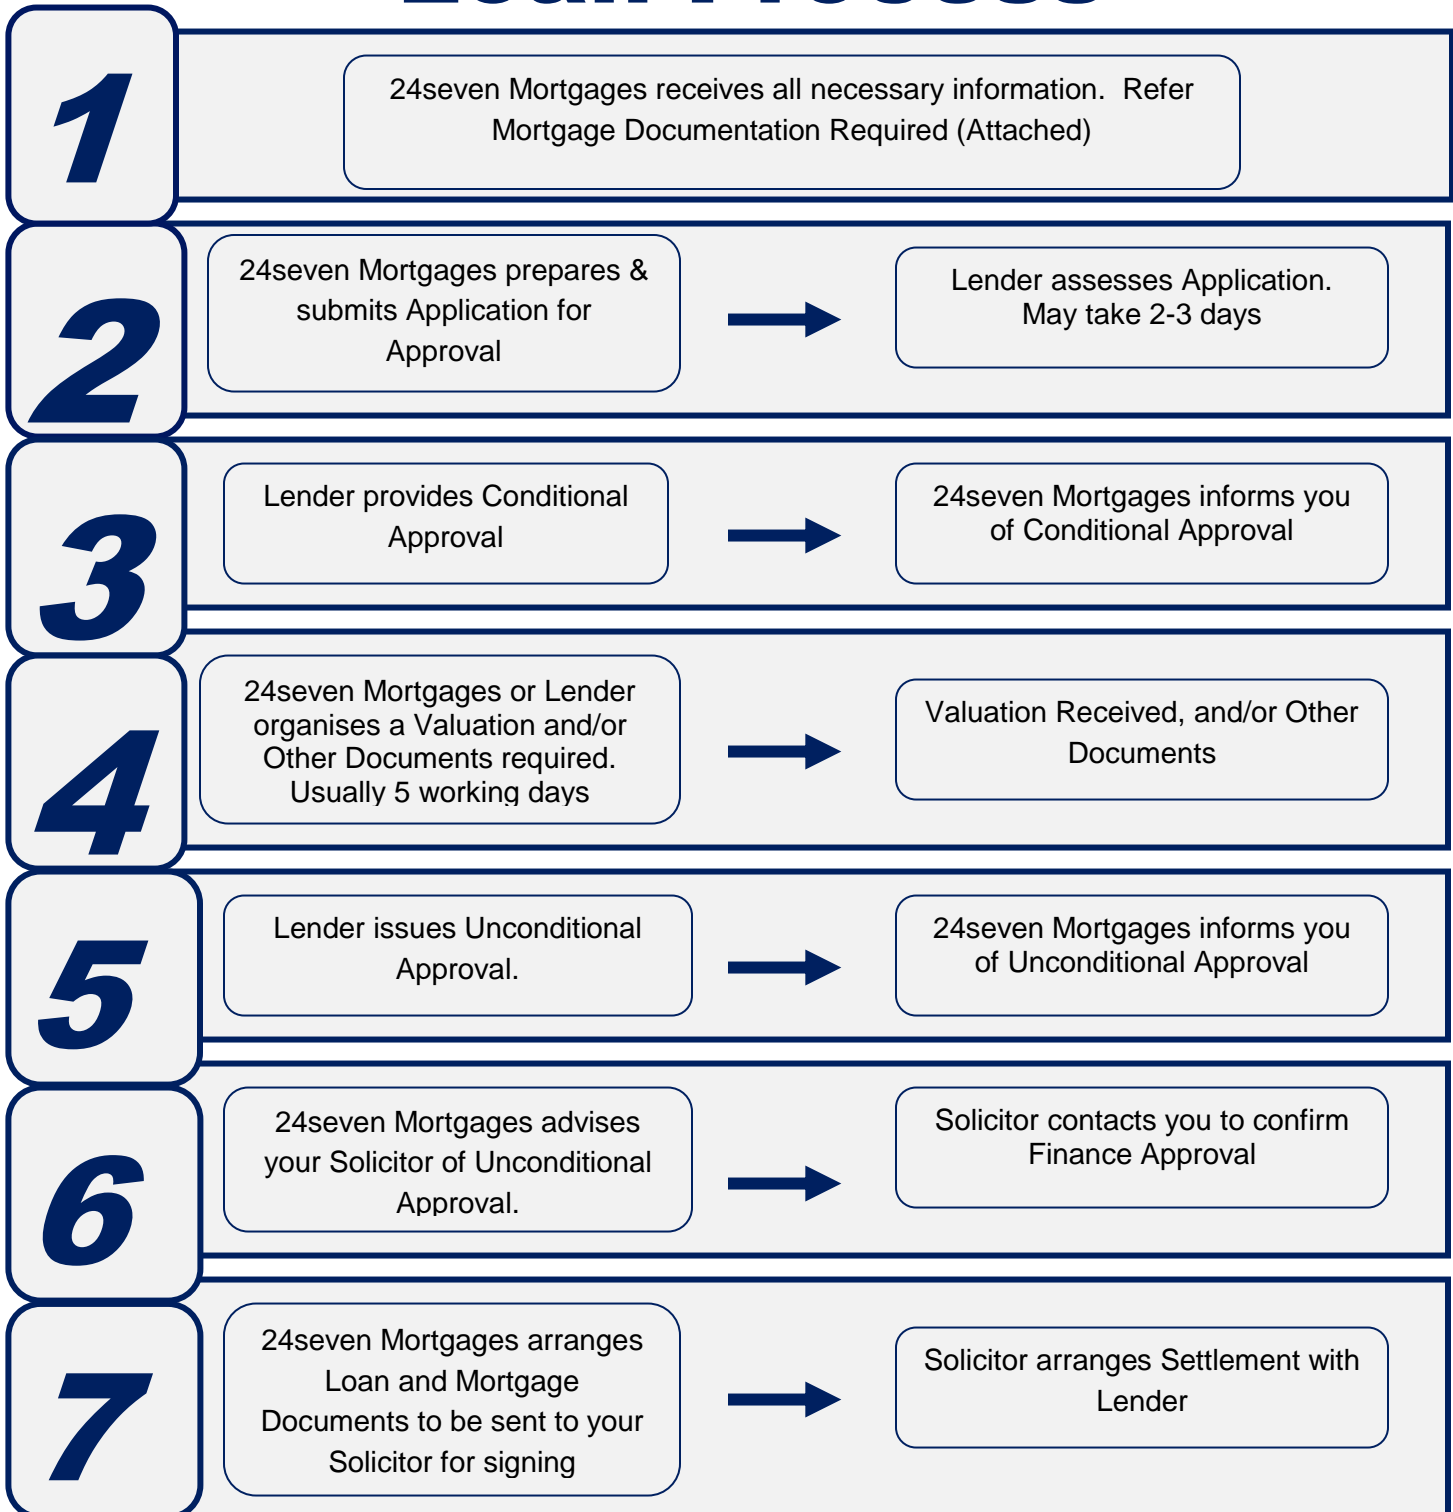 Loan Process
1
24seven Mortgages receives all necessary information. Refer
Mortgage Documentation Required (Attached)
2
24seven Mortgages prepares &
submits Application for
Approval
Lender assesses Application.
May take 2-3 days
3
Lender provides Conditional
Approval
24seven Mortgages informs you
of Conditional Approval
4
24seven Mortgages or Lender
organises a Valuation and/or
Other Documents required.
Usually 5 working days
Valuation Received, and/or Other
Documents
5
Lender issues Unconditional
Approval.
24seven Mortgages informs you
of Unconditional Approval
6
24seven Mortgages advises
your Solicitor of Unconditional
Approval.
Solicitor contacts you to confirm
Finance Approval
7
24seven Mortgages arranges
Loan and Mortgage
Documents to be sent to your
Solicitor for signing
Solicitor arranges Settlement with
Lender